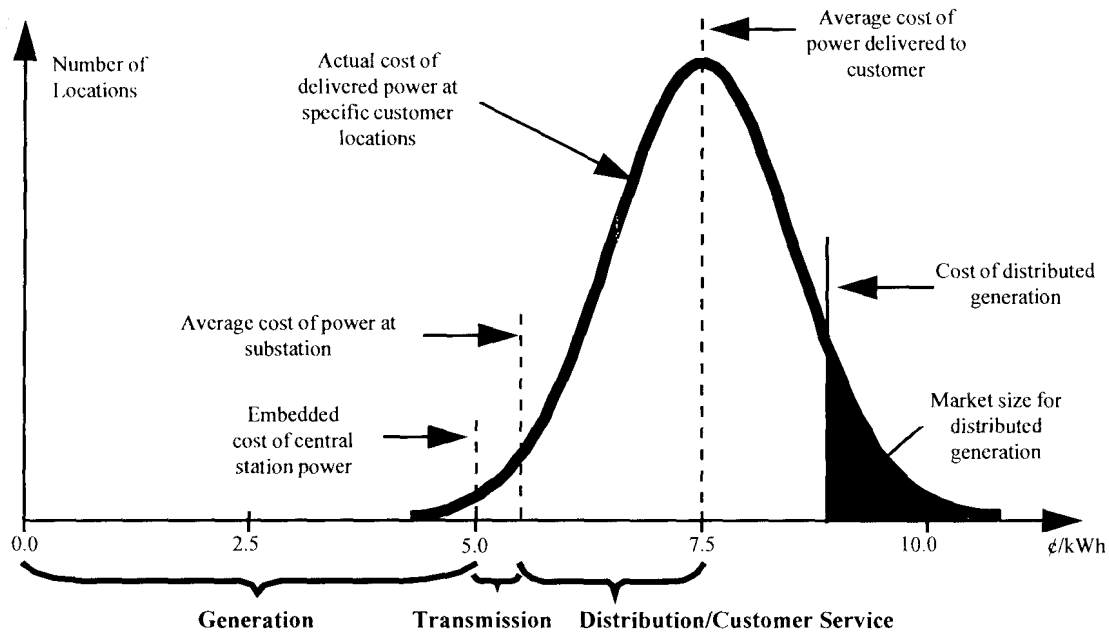 Average cost of
power delivered to
customer
Number of
Locations
Actual cost of
delivered power at
specific customer
locations
Cost of distributed
generation
Average cost of power at
substation
Embedded
cost of central
station power
Market size for
distributed
generation
0.0
2.5
5.0
7.5
10.0
¢/kWh
Generation
Transmission
Distribution/Customer Service